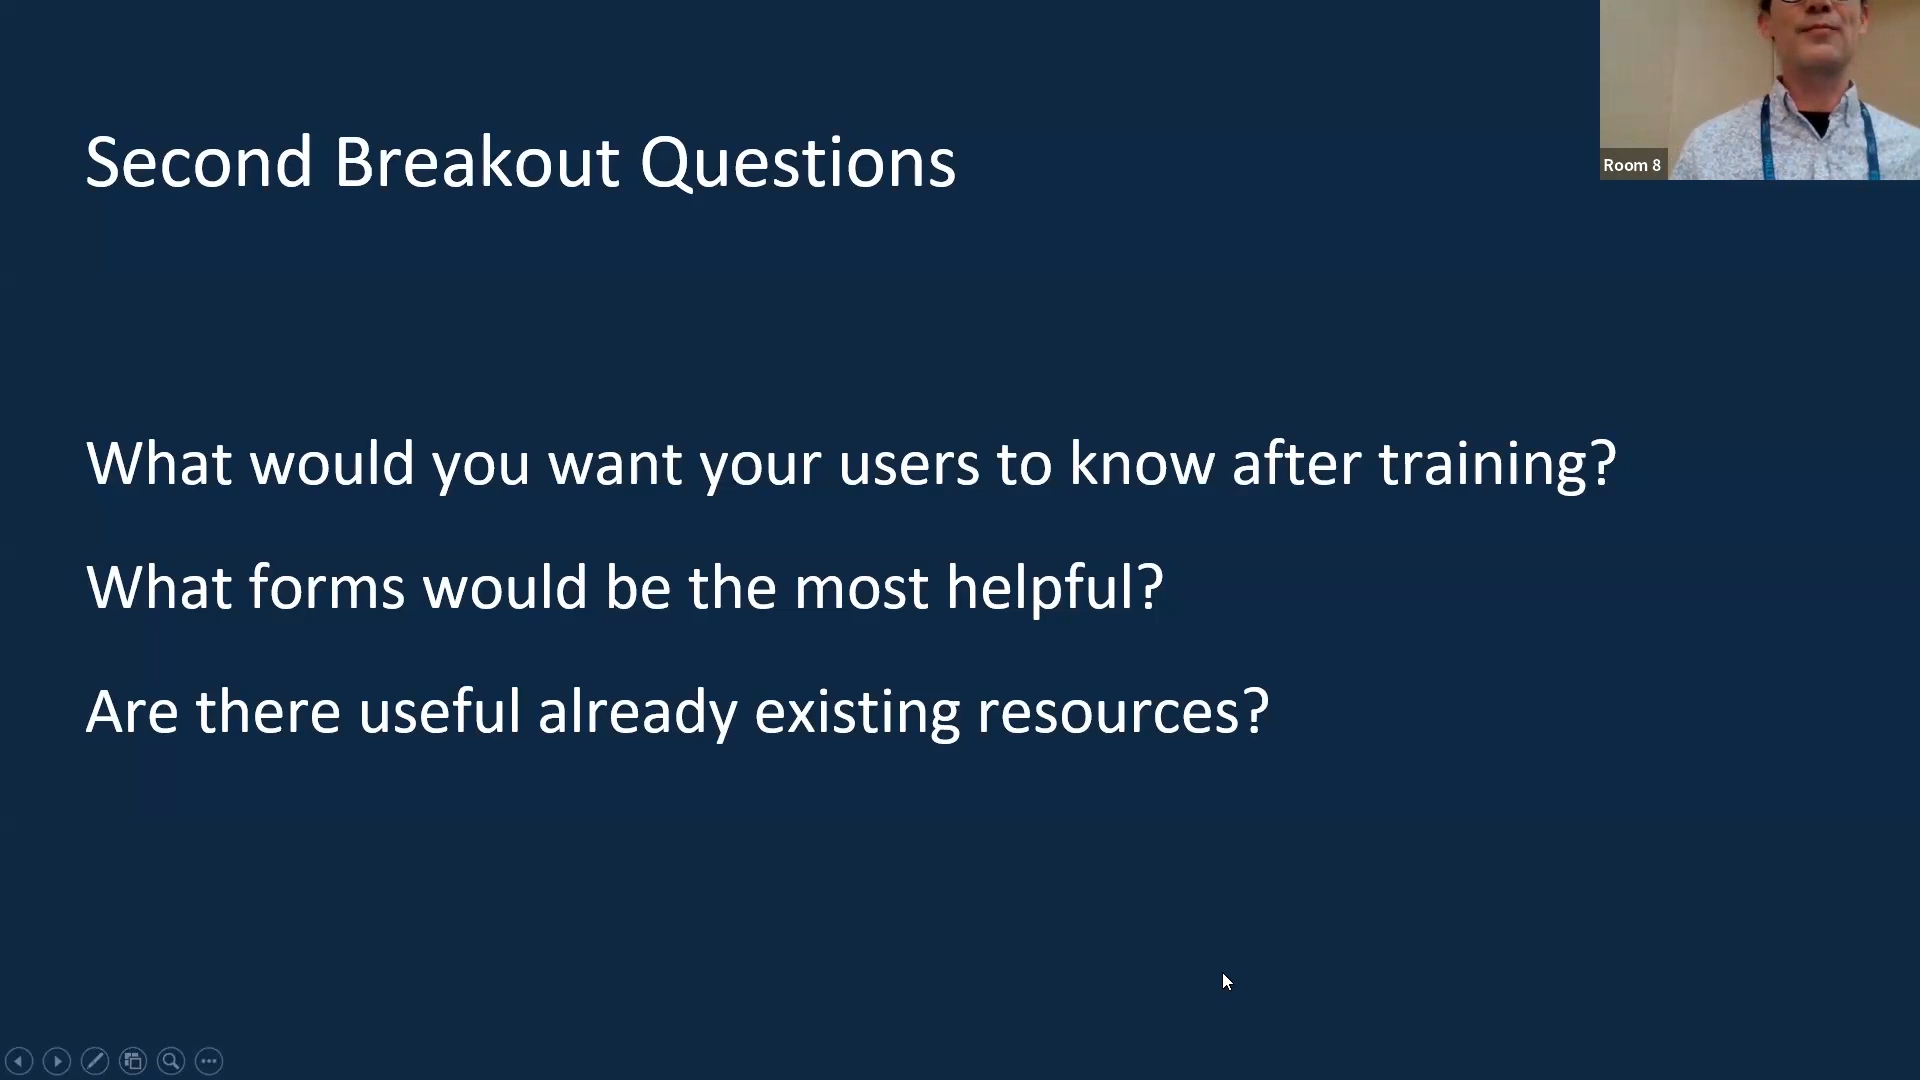 Second Breakout Questions
Room 8
What would you want your users to know after training?
What forms would be the most helpful?
Are there useful already existing resources?